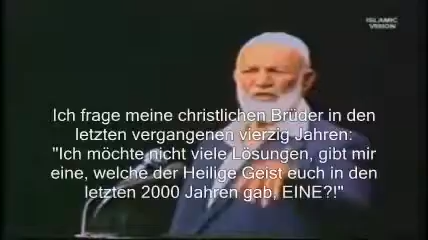 ISLAMIC
VISION
Ich frage meine christlichen Brüder in den
letzten vergangenen vierzig Jahren:
"Ich möchte nicht viele Lösungen, gibt mir
eine, welche der Heilige Geist euch in den
letzten 2000 Jahren gab, EINE?!"